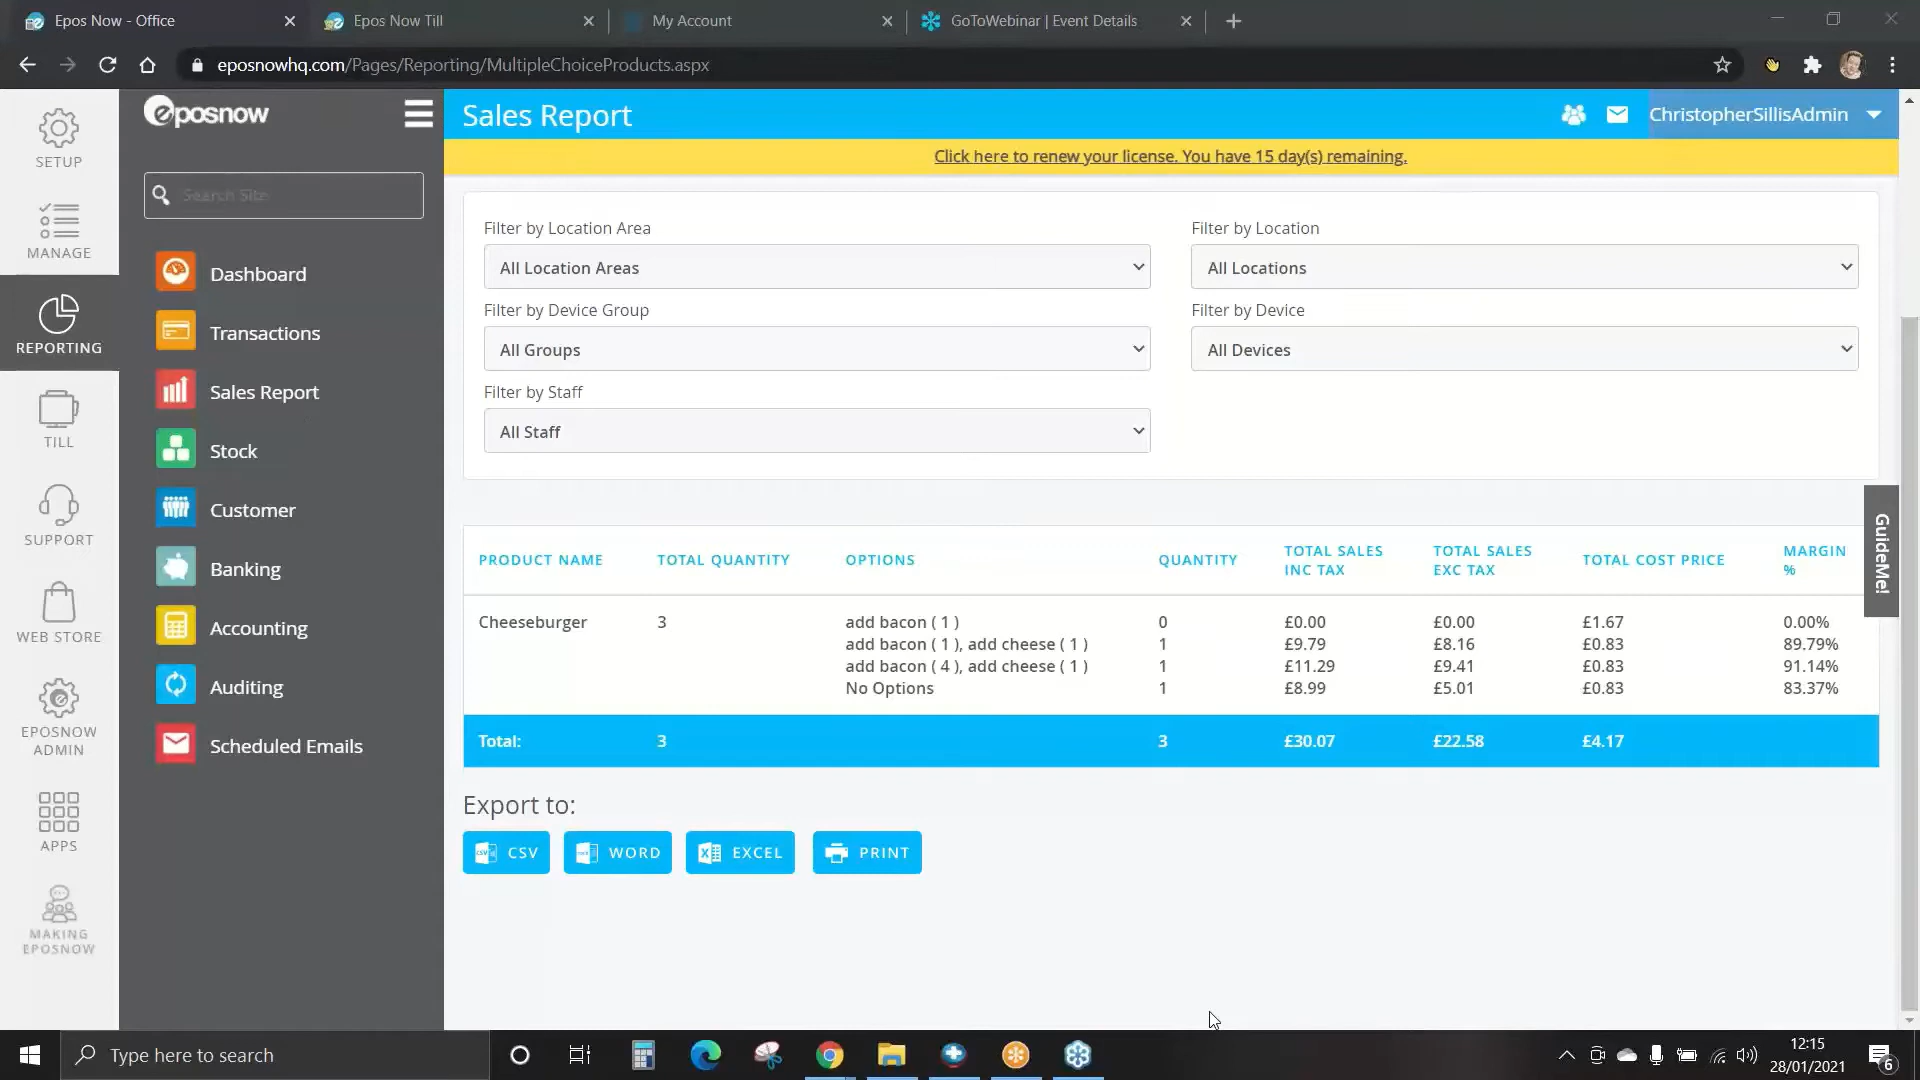 Epos Now - Office
Epos Now Till
My Account
GoToWebinar | Event Details
eposnowhq.com/Pages/Reporting/MultipleChoiceProducts.aspx
SETUP
MANAGE
REPORTING
TILL
SUPPORT
WEB STORE
EPOSNOW
ADMIN
APPS
MAKING
EPOSNOW
eposnow
Search Site
Dashboard
Transactions
Sales Report
Stock
Customer
Banking
Accounting
Auditing
Scheduled Emails
Sales Report
ChristopherSillisAdmin
Click here to renew your license. You have 15 day(s) remaining.
Filter by Location Area
All Location Areas
Filter by Location
All Locations
Filter by Device Group
All Groups
Filter by Device
All Devices
Filter by Staff
All Staff
GuideMe!
PRODUCT NAME TOTAL QUANTITY OPTIONS QUANTITY TOTAL SALES INC TAX TOTAL SALES EXC TAX TOTAL COST PRICE MARGIN %
Cheeseburger 3 add bacon ( 1 ) 0 £0.00 £0.00 £1.67 0.00%
add bacon ( 1 ), add cheese ( 1 ) 1 £9.79 £8.16 £0.83 89.79%
add bacon ( 4 ), add cheese ( 1 ) 1 £11.29 £9.41 £0.83 91.14%
No Options 1 £8.99 £5.01 £0.83 83.37%
Total: 3 3 £30.07 £22.58 £4.17
Export to:
CSV
WORD
EXCEL
PRINT
Type here to search
12:15
28/01/2021
6